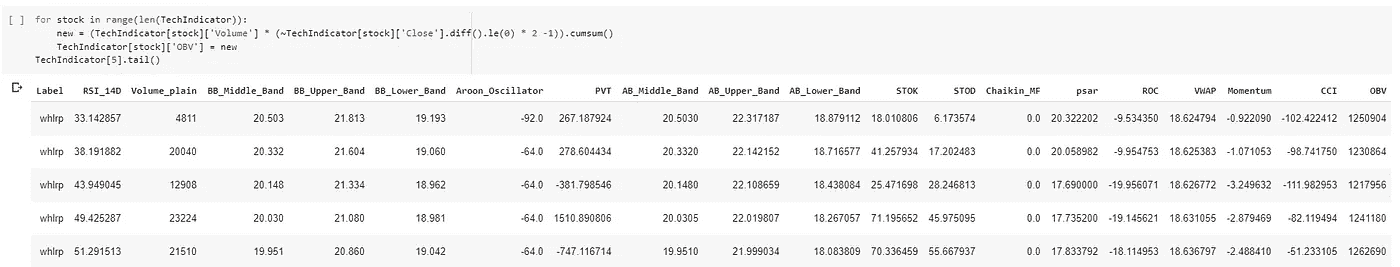 [ ] for stock in range(len(TechIndicator)):
new = (TechIndicator[stock]['Volume'] * (~TechIndicator[stock]['Close'].diff().le(0) * 2 -1)).cumsum()
TechIndicator[stock]['OBV'] = new
TechIndicator[5].tail()
Label RSI_14D Volume_plain BB_Middle_Band BB_Upper_Band BB_Lower_Band Aroon_Oscillator PVT AB_Middle_Band AB_Upper_Band AB_Lower_Band STOK STOD Chaikin_MF psar ROC VWAP Momentum CCI OBV
whlrp 33.142857 4811 20.503 21.813 19.193 -92.0 267.187924 20.5030 22.317187 18.879112 18.010806 6.173574 0.0 20.322202 -9.534350 18.624794 -0.922090 -102.422412 1250904
whlrp 38.191882 20040 20.332 21.604 19.060 -64.0 278.604434 20.3320 22.142152 18.716577 41.257934 17.202483 0.0 20.058982 -9.954753 18.625383 -1.071053 -98.741750 1230864
whlrp 43.949045 12908 20.148 21.334 18.962 -64.0 -381.798546 20.1480 22.108659 18.438084 25.471698 28.246813 0.0 17.690000 -19.956071 18.626772 -3.249632 -111.982953 1217956
whlrp 49.425287 23224 20.030 21.080 18.981 -64.0 1510.890806 20.0305 22.019807 18.267057 71.195652 45.975095 0.0 17.735200 -19.145621 18.631055 -2.879469 -82.119494 1241180
whlrp 51.291513 21510 19.951 20.860 19.042 -64.0 -747.116714 19.9510 21.999034 18.083809 70.336459 55.667937 0.0 17.833792 -18.114953 18.636797 -2.488410 -51.233105 1262690